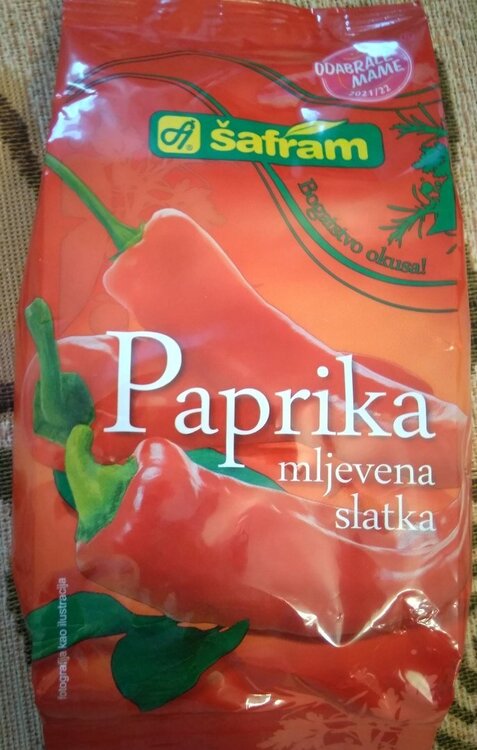 ODABRALE
MAME
2021/22
šafram
Bogatstvo okusa!
Paprika
mljevena
slatka
fotografija kao ilustracija